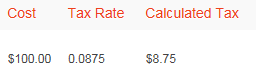 Cost Tax Rate Calculated Tax
$100.00 0.0875 $8.75